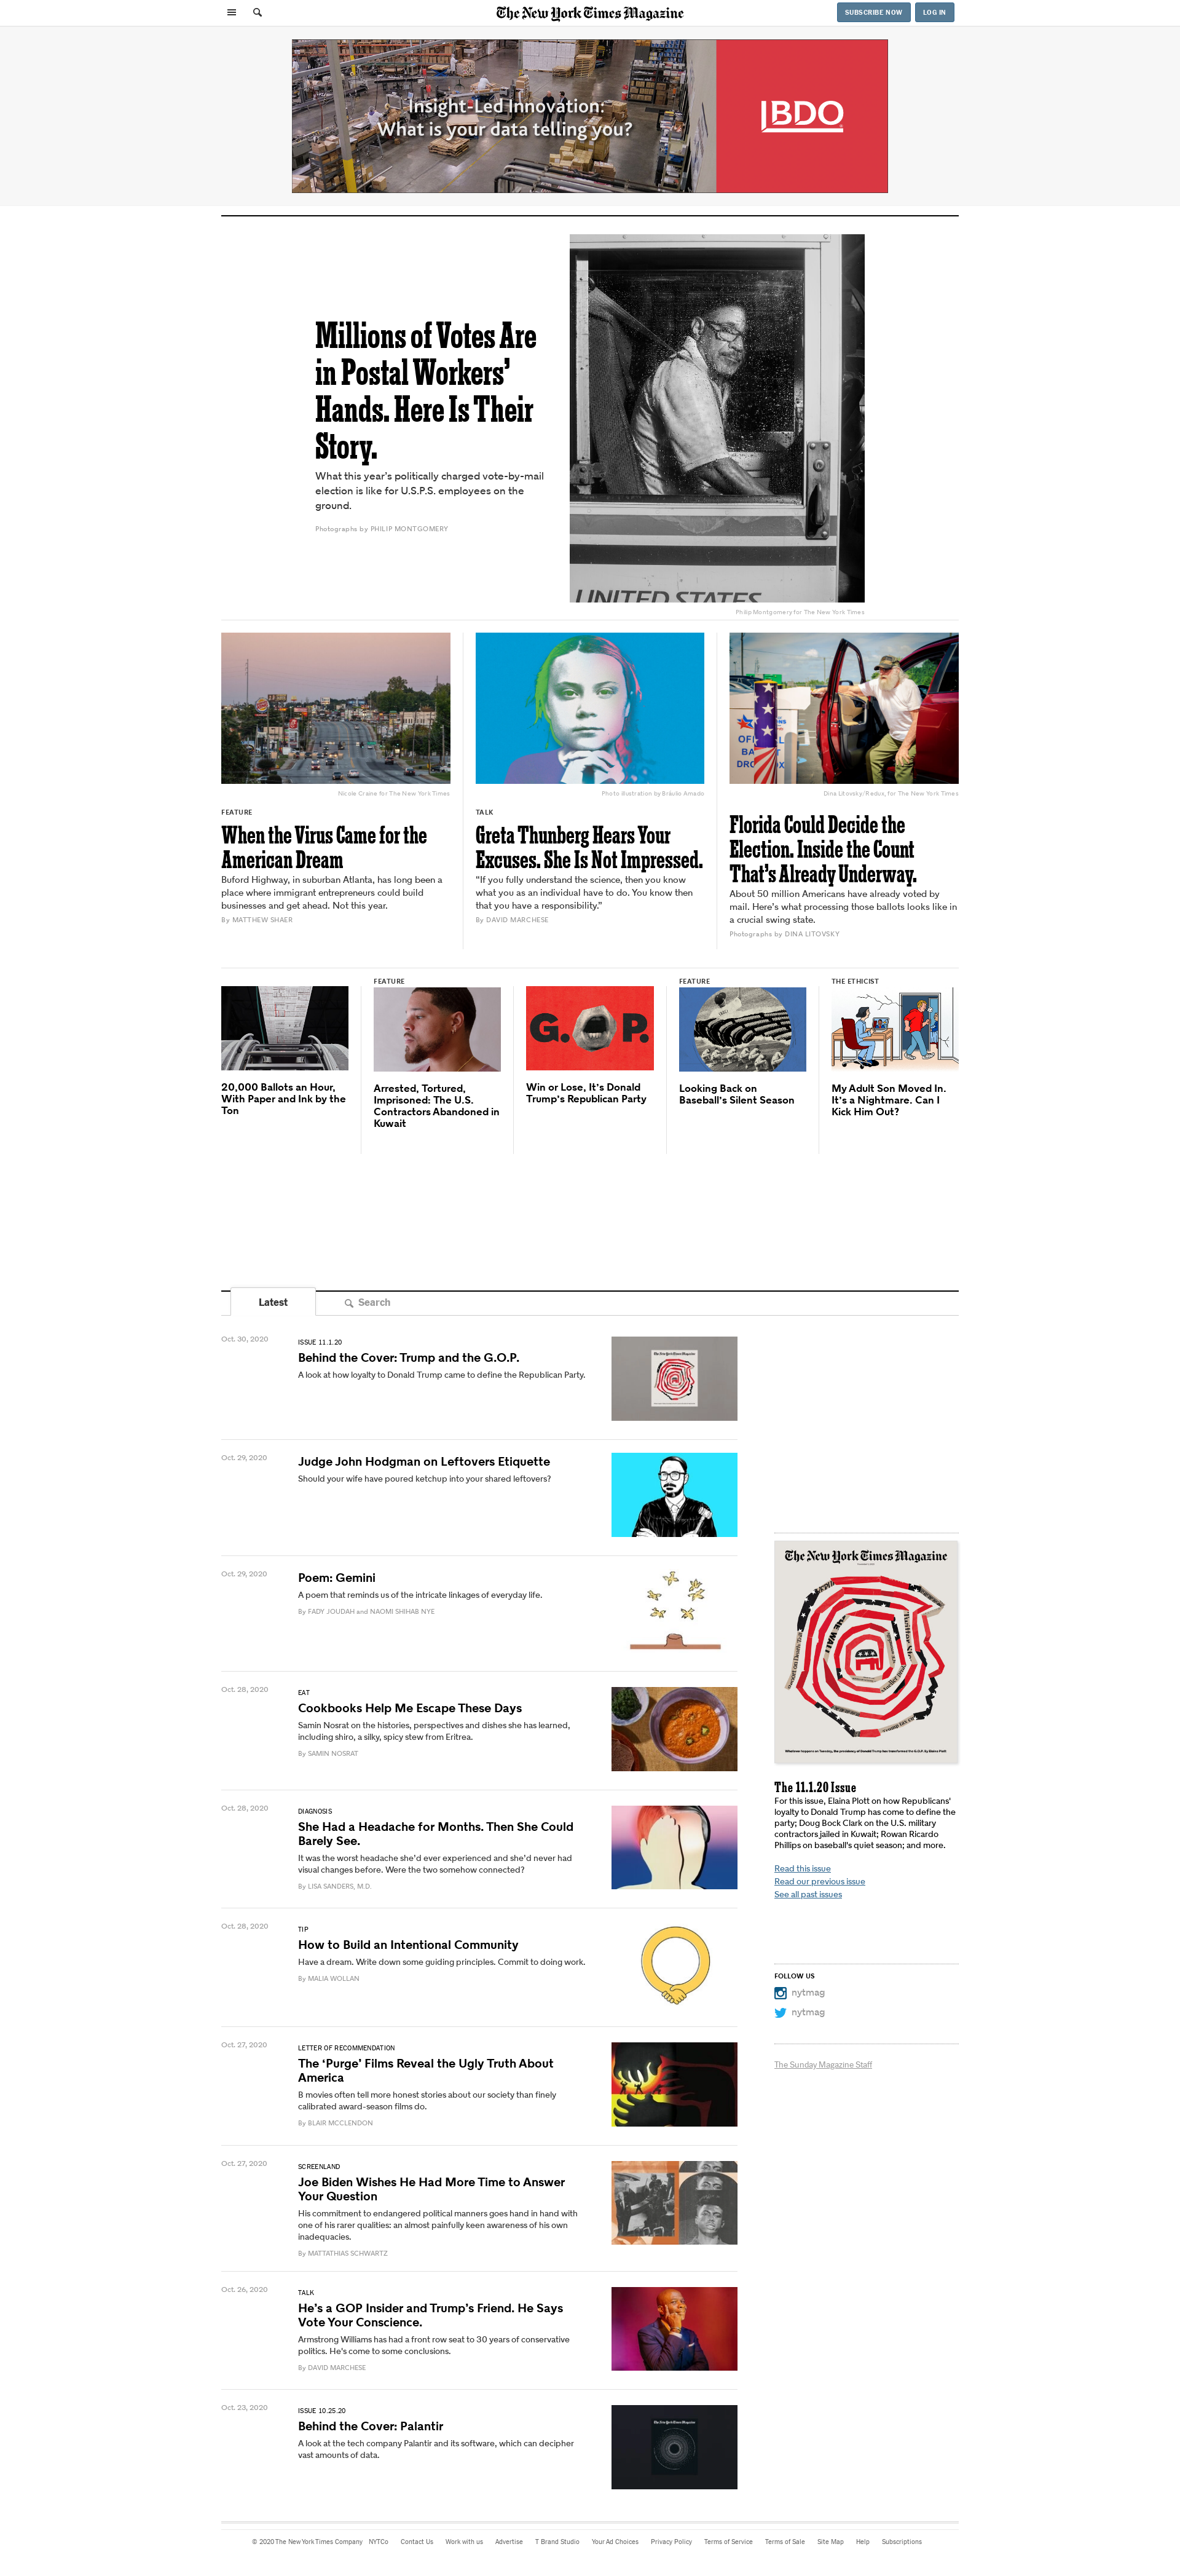 The New York Times Magazine
SUBSCRIBE NOW
LOG IN
Insight-Led Innovation:
What is your data telling you?
BDO
Millions of Votes Are
in Postal Workers’
Hands. Here Is Their
Story.
What this year’s politically charged vote-by-mail
election is like for U.S.P.S. employees on the
ground.
Photographs by PHILIP MONTGOMERY
UNITED STATES
Philip Montgomery for The New York Times
Nicole Craine for The New York Times
FEATURE
When the Virus Came for the
American Dream
Buford Highway, in suburban Atlanta, has long been a
place where immigrant entrepreneurs could build
businesses and get ahead. Not this year.
By MATTHEW SHAER
Photo illustration by Bráulio Amado
TALK
Greta Thunberg Hears Your
Excuses. She Is Not Impressed.
“If you fully understand the science, then you know
what you as an individual have to do. You know then
that you have a responsibility.”
By DAVID MARCHESE
Dina Litovsky/Redux, for The New York Times
Florida Could Decide the
Election. Inside the Count
That’s Already Underway.
About 50 million Americans have already voted by
mail. Here’s what processing those ballots looks like in
a crucial swing state.
Photographs by DINA LITOVSKY
20,000 Ballots an Hour,
With Paper and Ink by the
Ton
FEATURE
Arrested, Tortured,
Imprisoned: The U.S.
Contractors Abandoned in
Kuwait
G. P.
Win or Lose, It’s Donald
Trump’s Republican Party
FEATURE
Looking Back on
Baseball’s Silent Season
THE ETHICIST
My Adult Son Moved In.
It’s a Nightmare. Can I
Kick Him Out?
Latest
Search
Oct. 30, 2020
ISSUE 11.1.20
Behind the Cover: Trump and the G.O.P.
A look at how loyalty to Donald Trump came to define the Republican Party.
Oct. 29, 2020
Judge John Hodgman on Leftovers Etiquette
Should your wife have poured ketchup into your shared leftovers?
Oct. 29, 2020
Poem: Gemini
A poem that reminds us of the intricate linkages of everyday life.
By FADY JOUDAH and NAOMI SHIHAB NYE
Oct. 28, 2020
EAT
Cookbooks Help Me Escape These Days
Samin Nosrat on the histories, perspectives and dishes she has learned,
including shiro, a silky, spicy stew from Eritrea.
By SAMIN NOSRAT
Oct. 28, 2020
DIAGNOSIS
She Had a Headache for Months. Then She Could
Barely See.
It was the worst headache she’d ever experienced and she’d never had
visual changes before. Were the two somehow connected?
By LISA SANDERS, M.D.
Oct. 28, 2020
TIP
How to Build an Intentional Community
Have a dream. Write down some guiding principles. Commit to doing work.
By MALIA WOLLAN
Oct. 27, 2020
LETTER OF RECOMMENDATION
The ‘Purge’ Films Reveal the Ugly Truth About
America
B movies often tell more honest stories about our society than finely
calibrated award-season films do.
By BLAIR MCCLENDON
Oct. 27, 2020
SCREENLAND
Joe Biden Wishes He Had More Time to Answer
Your Question
His commitment to endangered political manners goes hand in hand with
one of his rarer qualities: an almost painfully keen awareness of his own
inadequacies.
By MATTATHIAS SCHWARTZ
Oct. 26, 2020
TALK
He’s a GOP Insider and Trump’s Friend. He Says
Vote Your Conscience.
Armstrong Williams has had a front row seat to 30 years of conservative
politics. He’s come to some conclusions.
By DAVID MARCHESE
Oct. 23, 2020
ISSUE 10.25.20
Behind the Cover: Palantir
A look at the tech company Palantir and its software, which can decipher
vast amounts of data.
The New York Times Magazine
The 11.1.20 Issue
For this issue, Elaina Plott on how Republicans’
loyalty to Donald Trump has come to define the
party; Doug Bock Clark on the U.S. military
contractors jailed in Kuwait; Rowan Ricardo
Phillips on baseball’s quiet season; and more.
Read this issue
Read our previous issue
See all past issues
FOLLOW US
nytmag
nytmag
The Sunday Magazine Staff
© 2020 The New York Times Company NYTCo Contact Us Work with us Advertise T Brand Studio Your Ad Choices Privacy Policy Terms of Service Terms of Sale Site Map Help Subscriptions